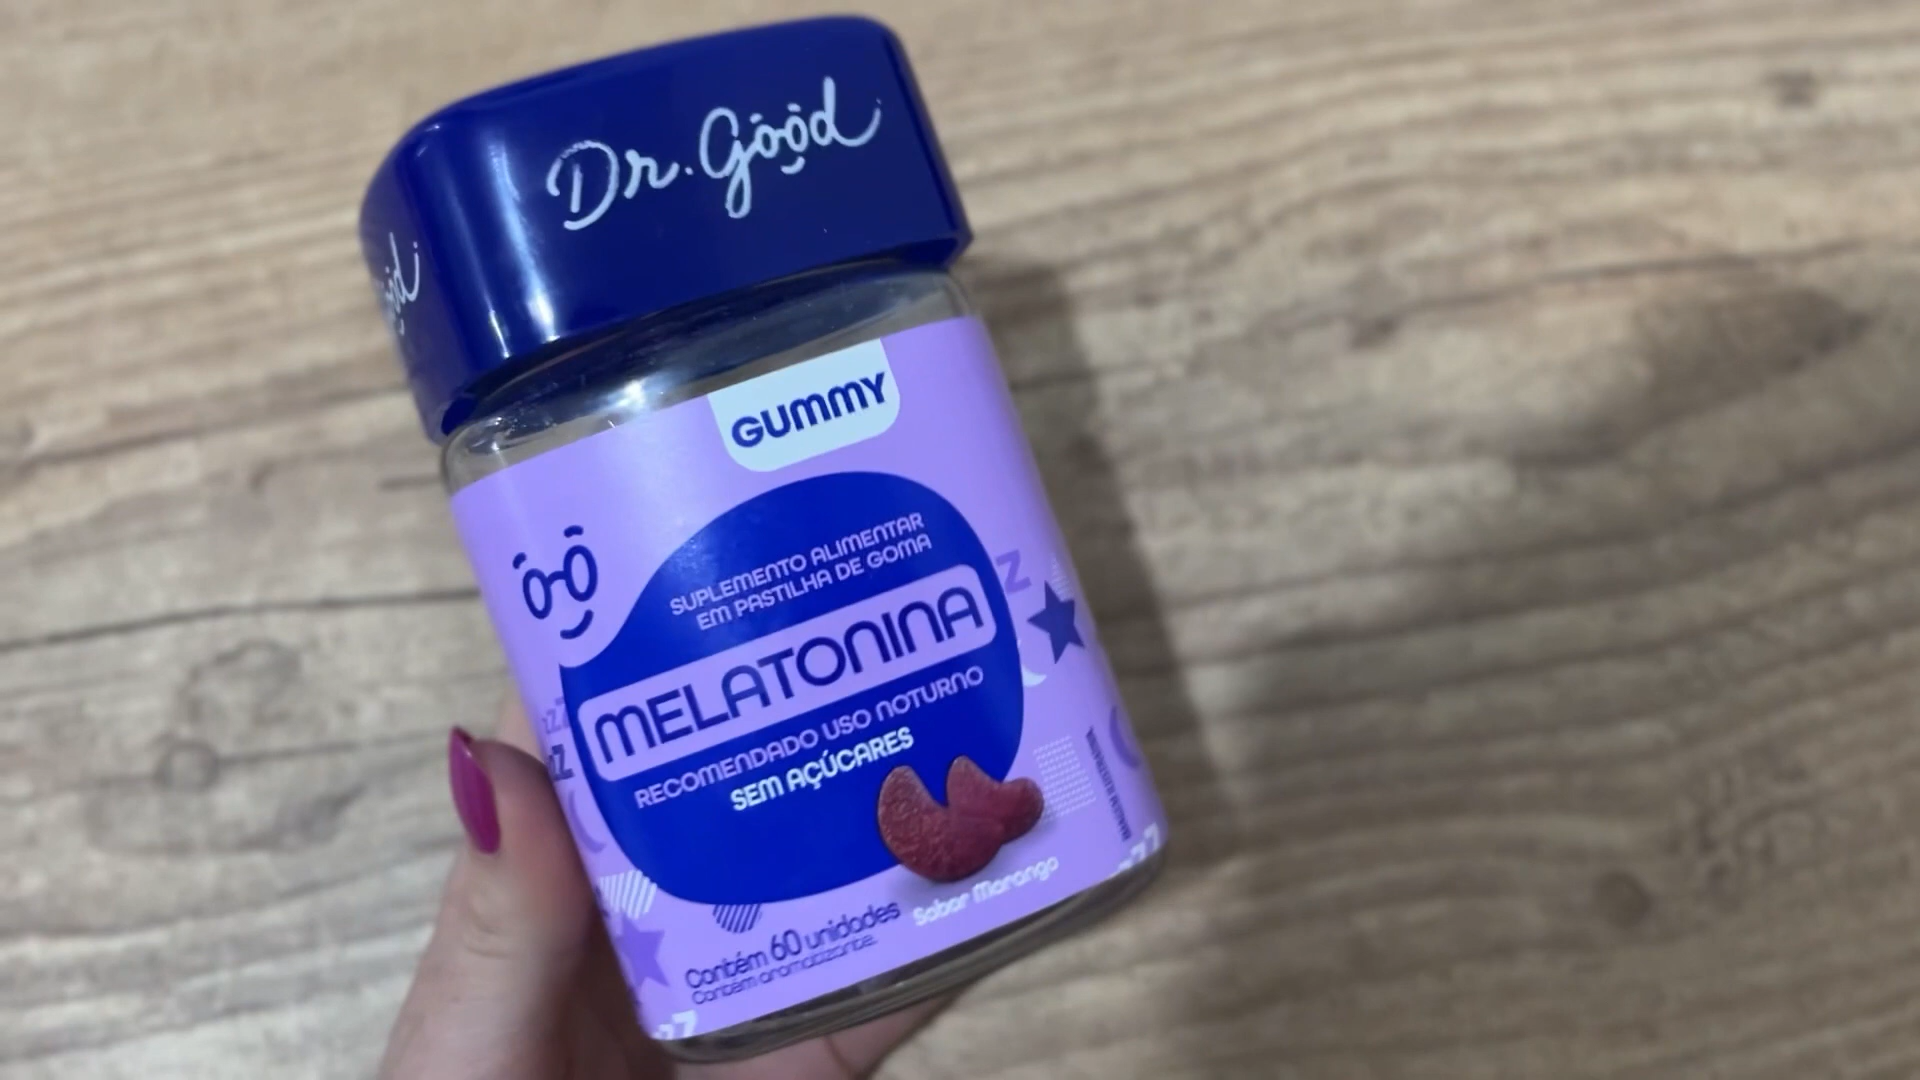 Dr. Good
GUMMY
SUPLEMENTO ALIMENTAR
EM PASTILHA DE GOMA
MELATONINA
RECOMENDADO USO NOTURNO
SEM AÇÚCARES
Sabor Morango
Contém 60 unidades
Contém aromatizante.